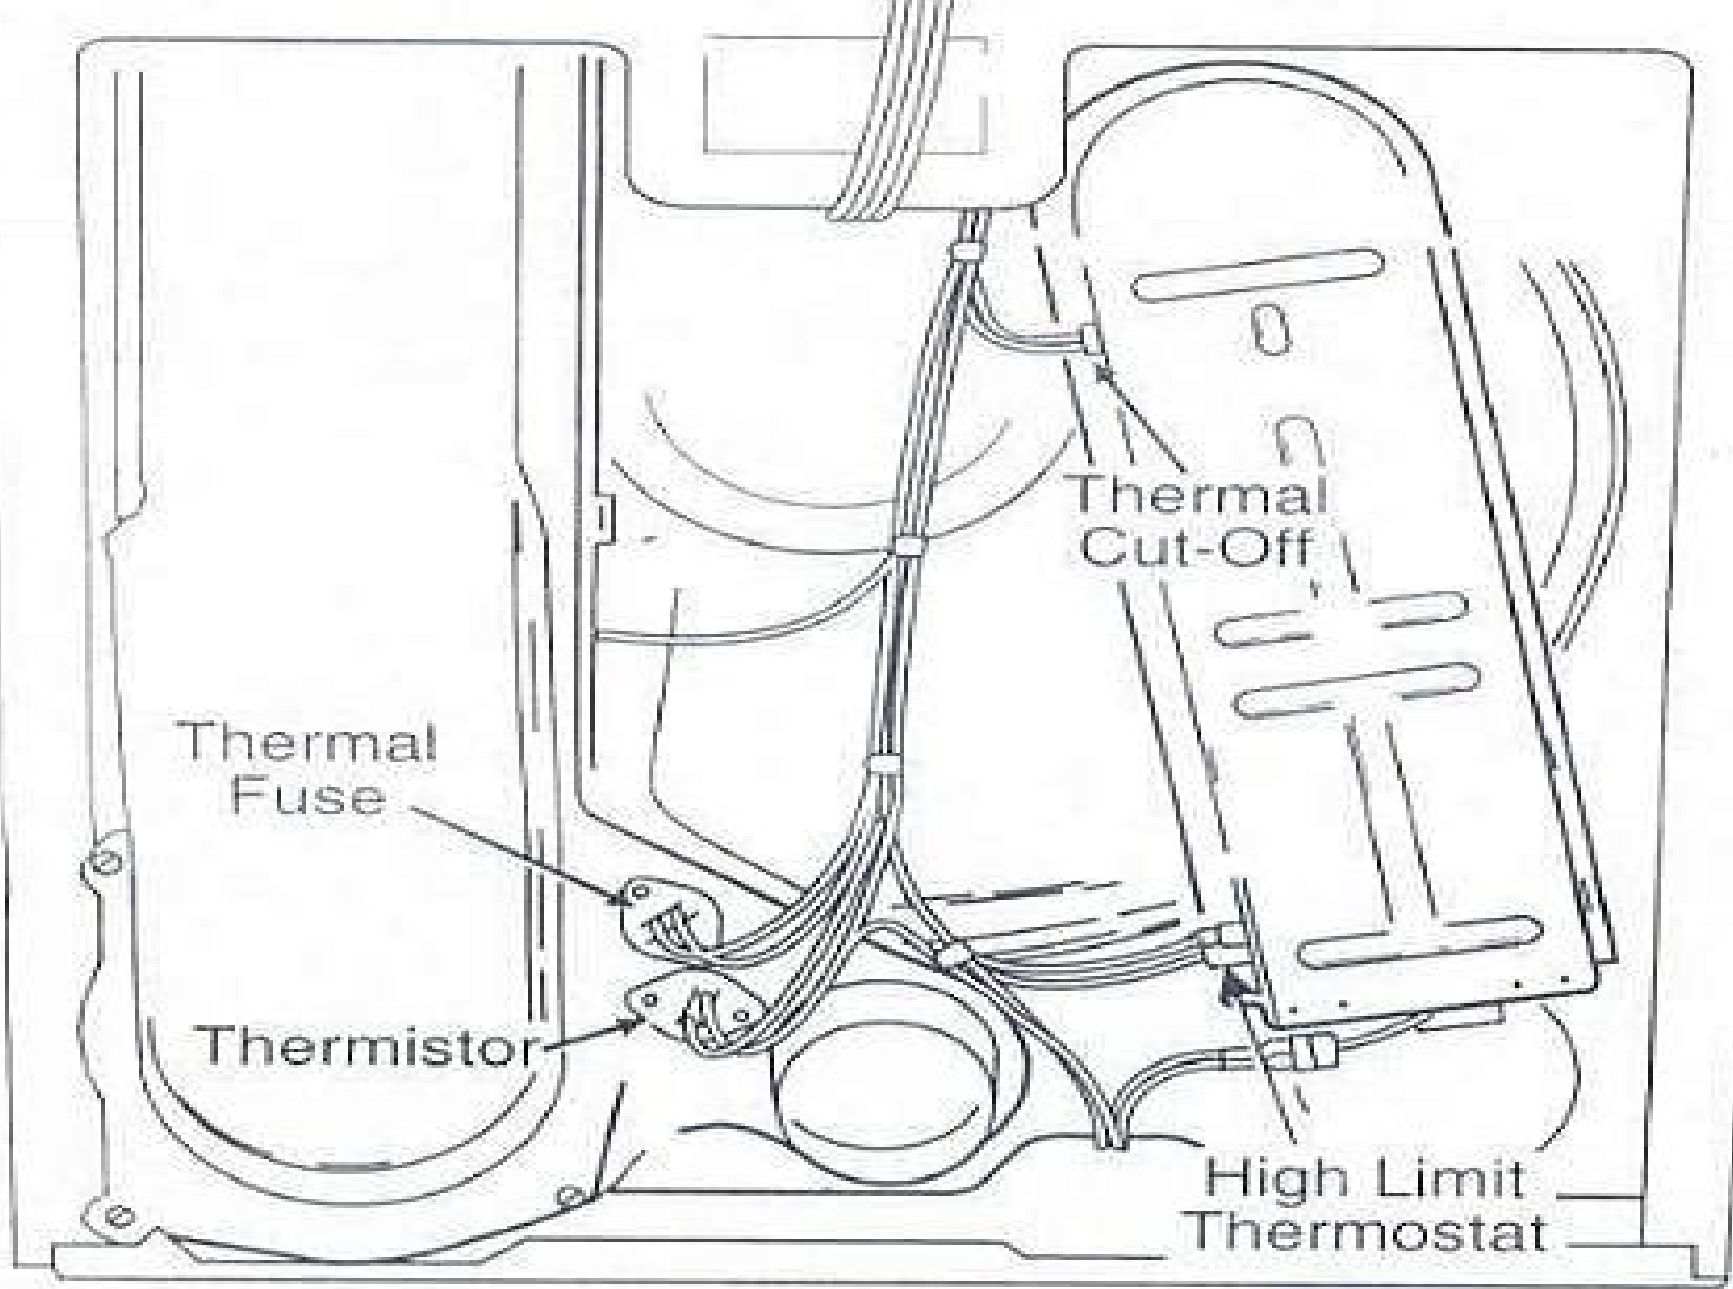 Thermal
Cut-Off
Thermal
Fuse
Thermistor
High Limit
Thermostat